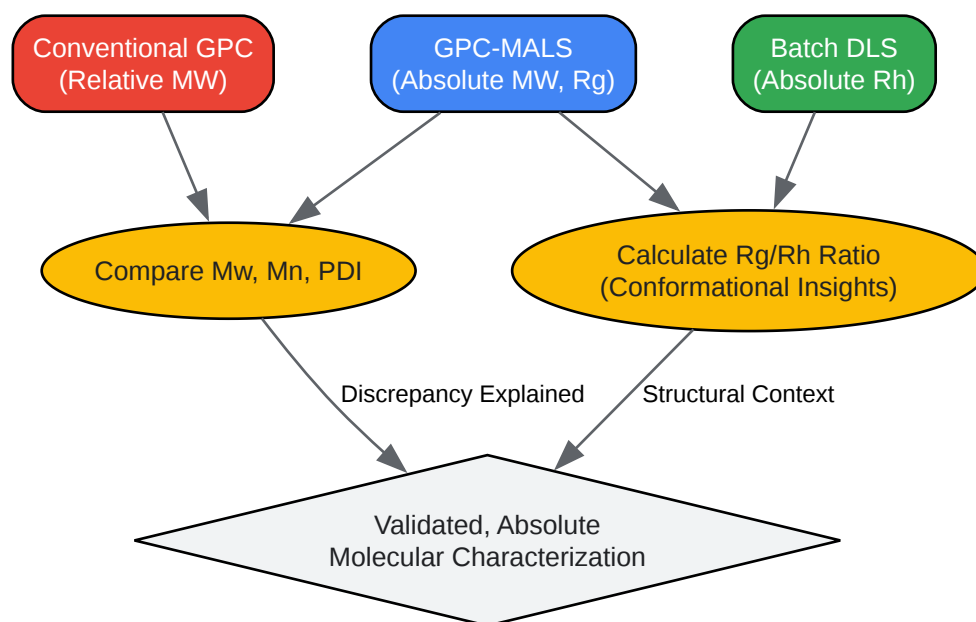 Conventional GPC
(Relative MW)
GPC-MALS
(Absolute MW, Rg)
Batch DLS
(Absolute Rh)
Compare Mw, Mn, PDI
Calculate Rg/Rh Ratio
(Conformational Insights)
Discrepancy Explained
Structural Context
Validated, Absolute
Molecular Characterization